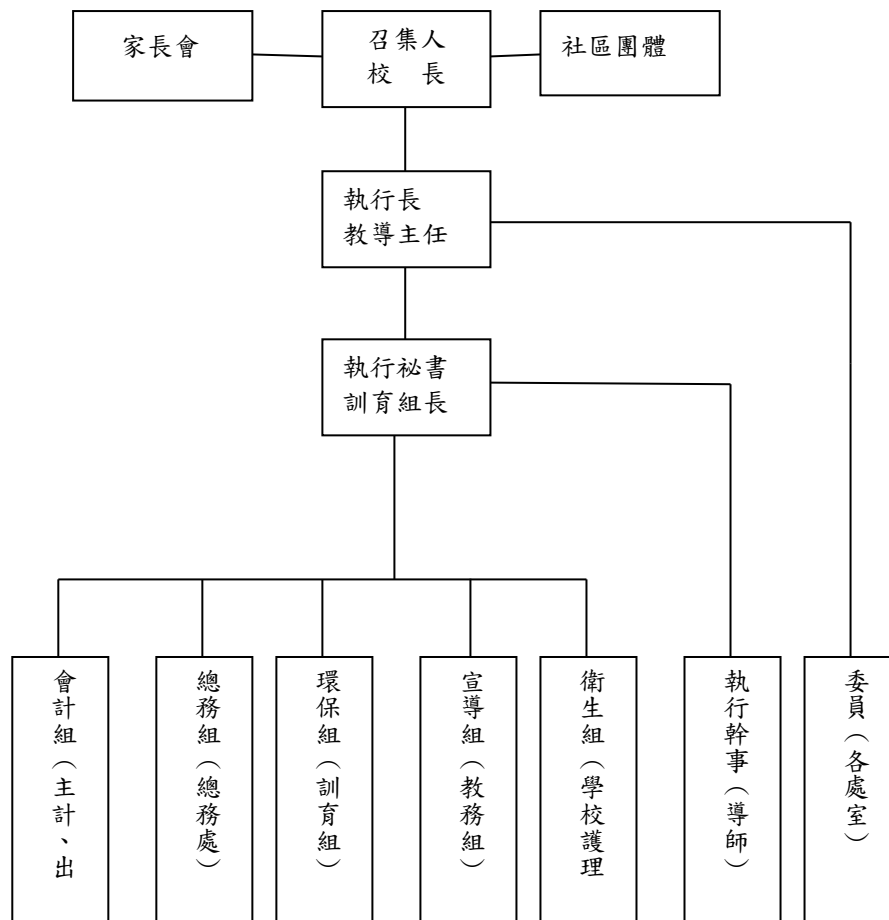 家長會
召集人
校　長
社區團體
執行長
教導主任
執行祕書
訓育組長
會計組（主計、出
總務組（總務處）
環保組（訓育組）
宣導組（教務組）
衛生組（學校護理
執行幹事（導師）
委員（各處室）